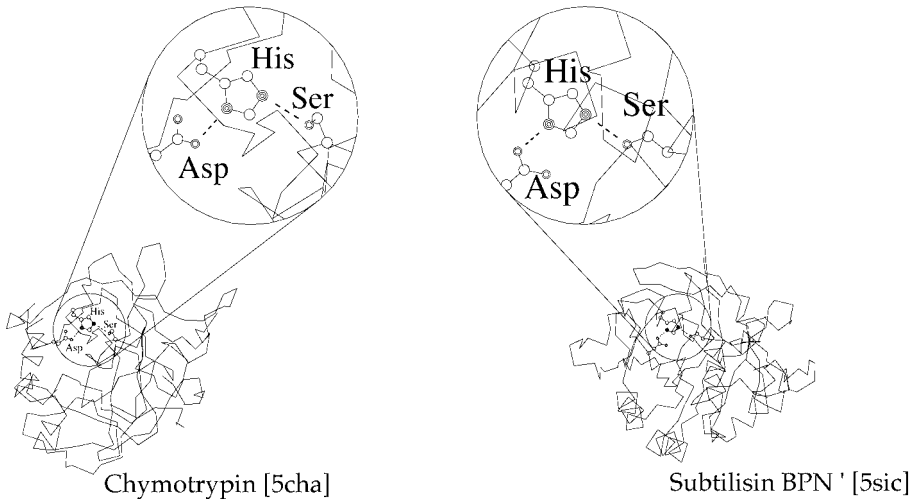 His
Ser
Asp
His
Ser
Asp
His
Ser
Asp
Chymotrypin [5cha]
Subtilisin BPN ' [5sic]